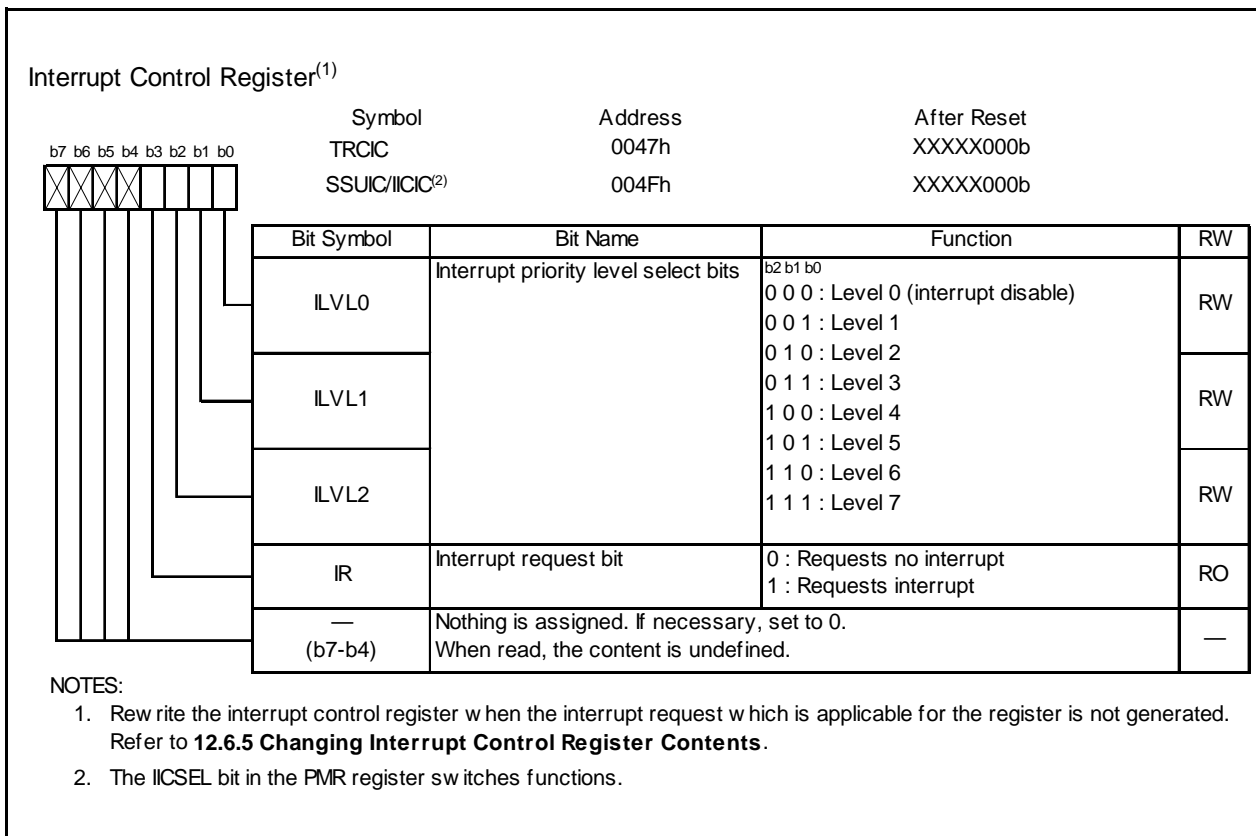 Interrupt Control Register(1)
Symbol Address After Reset
TRCIC 0047h XXXXX000b
SSUIC/IICIC(2) 004Fh XXXXX000b
b7 b6 b5 b4 b3 b2 b1 b0
Bit Symbol Bit Name Function RW
ILVL0 Interrupt priority level select bits b2 b1 b0
0 0 0 : Level 0 (interrupt disable) RW
0 0 1 : Level 1
0 1 0 : Level 2
ILVL1 0 1 1 : Level 3 RW
1 0 0 : Level 4
1 0 1 : Level 5
ILVL2 1 1 0 : Level 6 RW
1 1 1 : Level 7
IR Interrupt request bit 0 : Requests no interrupt RO
1 : Requests interrupt
— Nothing is assigned. If necessary, set to 0. —
(b7-b4) When read, the content is undefined.
NOTES:
1. Rewrite the interrupt control register when the interrupt request which is applicable for the register is not generated.
Refer to 12.6.5 Changing Interrupt Control Register Contents.
2. The IICSEL bit in the PMR register switches functions.